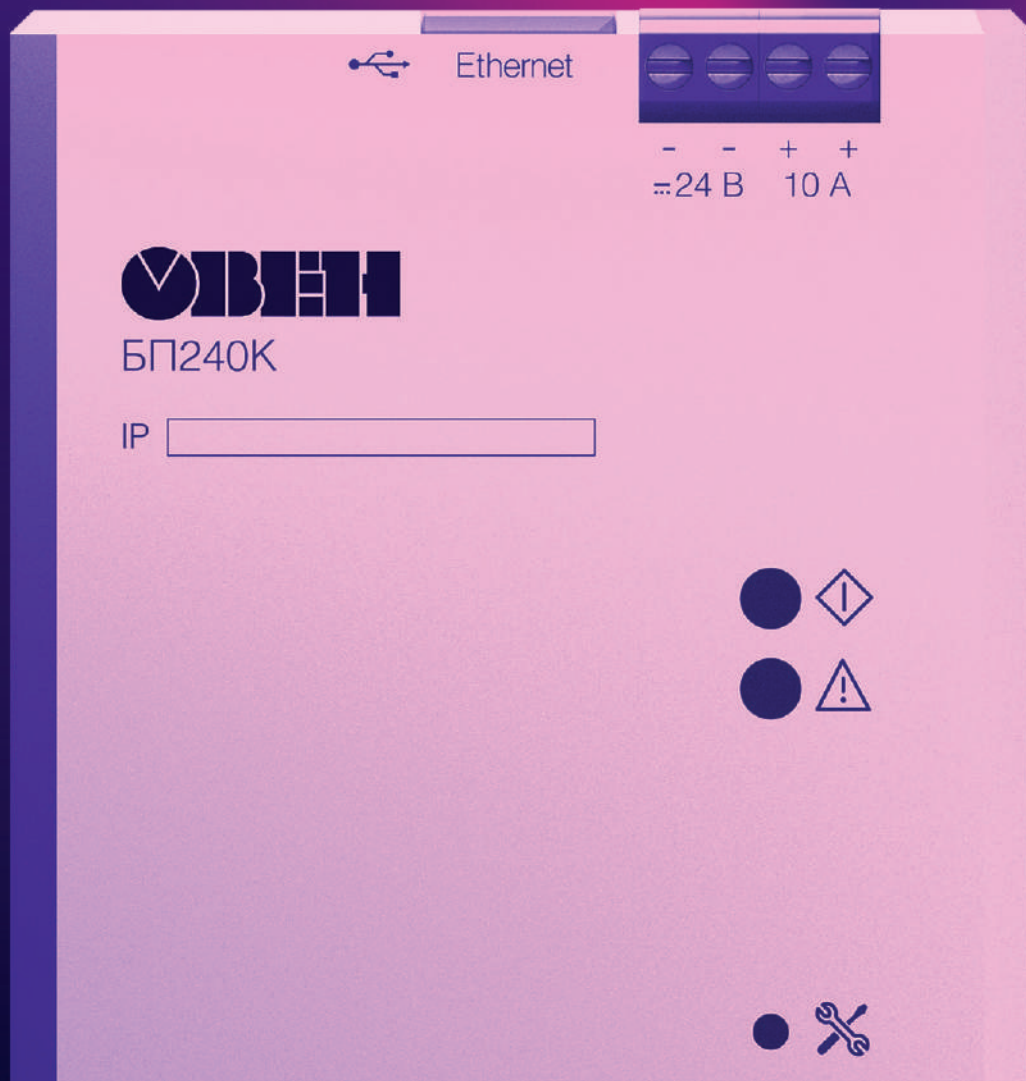 Ethernet
- - + +
⎓24 В 10 А
ОВЕН
БП240К
IP